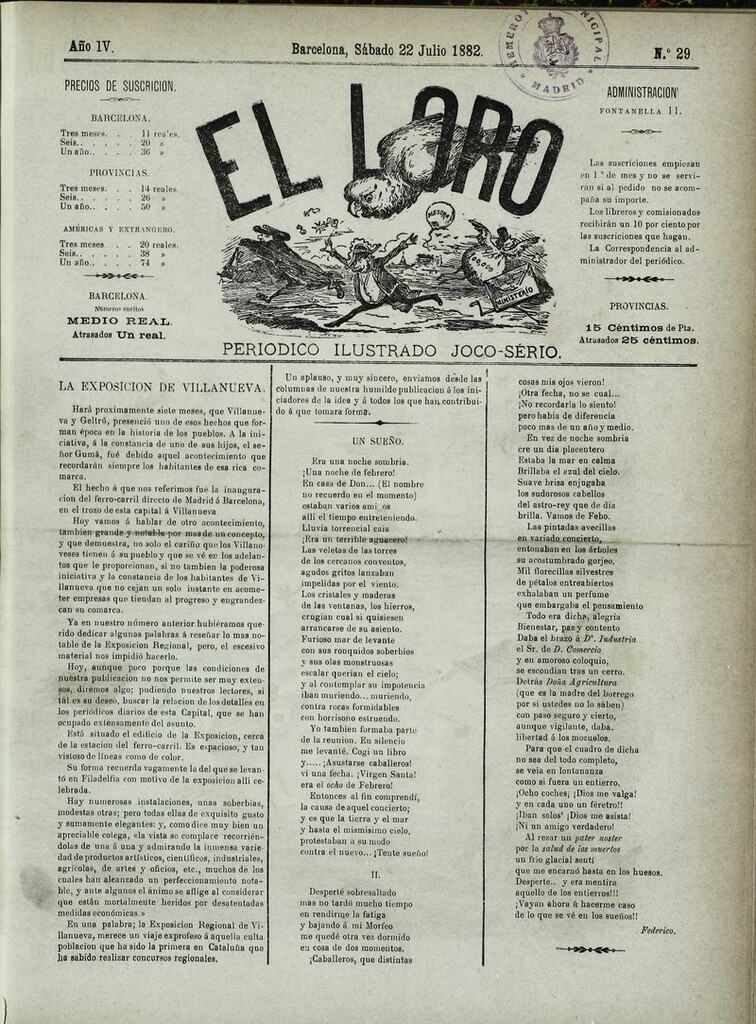 Año IV.
Barcelona, Sábado 22 Julio 1882.
N.º 29.
HEMEROTECA MUNICIPAL
MADRID
PRECIOS DE SUSCRICION.
BARCELONA.
Tres meses. . . 11 reales.
Seis. . . . . . 20 »
Un año. . . . . 36 »
PROVINCIAS.
Tres meses. . . 14 reales
Seis. . . . . . 26 »
Un año. . . . . 50 »
AMÉRICAS Y EXTRANGERO.
Tres meses . . . 20 reales.
Seis. . . . . . 38 »
Un año. . . . . 74 »
BARCELONA.
Números sueltos
MEDIO REAL.
Atrasados Un real.
EL LORO
MINISTERIO
PERIODICO ILUSTRADO JOCO-SÉRIO.
ADMINISTRACION
FONTANELLA 11.
Las suscriciones empiezan
en 1.º de mes y no se servi-
rán si al pedido no se acom-
paña su importe.
Los libreros y comisionados
recibirán un 10 por ciento por
las suscriciones que hagan.
La Correspondencia al ad-
ministrador del periódico.
PROVINCIAS.
15 Céntimos de Pta.
Atrasados 25 céntimos.
LA EXPOSICION DE VILLANUEVA.
Hará proximamente siete meses, que Villanue-
va y Geltrú, presenció uno de esos hechos que for-
man época en la historia de los pueblos. A la ini-
ciativa, á la constancia de uno de sus hijos, el se-
ñor Gumá, fué debido aquel acontecimiento que
recordarán siempre los habitantes de esa rica co-
marca.
El hecho á que nos referimos fué la inaugura-
cion del ferro-carril directo de Madrid á Barcelona,
en el trozo de esta capital á Villanueva.
Hoy vamos á hablar de otro acontecimiento,
tambien grande y notable por mas de un concepto,
y que demuestra, no solo el cariño que los Villano-
veses tienen á su pueblo y que se vé en los adelan-
tos que le proporcionan, si no tambien la poderosa
iniciativa y la constancia de los habitantes de Vi-
llanueva que no cejan un solo instante en acome-
ter empresas que tiendan al progreso y engrandez-
can su comarca.
Ya en nuestro número anterior hubiéramos que-
rido dedicar algunas palabras á reseñar lo mas no-
table de la Exposicion Regional, pero, el escesivo
material nos impidió hacerlo.
Hoy, aunque poco porque las condiciones de
nuestra publicacion no nos permite ser muy exten-
sos, dirémos algo; pudiendo nuestros lectores, si
tál es su deseo, buscar la relacion de los detalles en
los periódicos diarios de esta Capital, que se han
ocupado extensamente del asunto.
Está situado el edificio de la Exposicion, cerca
de la estacion del ferro-carril. Es espacioso, y tan
vistoso de líneas como de color.
Su forma recuerda vagamente la del que se levan-
tó en Filadelfia con motivo de la exposicion alli ce-
lebrada.
Hay numerosas instalaciones, unas soberbias,
modestas otras; pero todas ellas de exquisito gusto
y sumamente elegantes: y, como dice muy bien un
apreciable colega, «la vista se complace recorrién-
dolas de una á una y admirando la inmensa varie-
dad de productos artísticos, científicos, industriales,
agrícolas, de artes y oficios, etc., muchos de los
cuales han alcanzado un perfeccionamiento nota-
ble, y ante algunos el ánimo se aflige al considerar
que están mortalmente heridos por desatentadas
medidas económicas.»
En una palabra; la Exposicion Regional de Vi-
llanueva, merece un viaje exprofeso á aquella culta
poblacion que ha sido la primera en Cataluña que
ha sabido realizar concursos regionales.
Un aplauso, y muy sincero, enviamos desde las
columnas de nuestra humilde publicacion á los ini-
ciadores de la idea y á todos los que han contribui-
do á que tomara forma.
UN SUEÑO.
Era una noche sombria.
¡Una noche de febrero!
En casa de Don... (El nombre
no recuerdo en el momento)
estaban varios amigos
allí el tiempo entreteniendo.
Lluvia torrencial caia
¡Era un terrible aguacero!
Las veletas de las torres
de los cercanos conventos,
agudos gritos lanzaban
impelidas por el viento.
Los cristales y maderas
de las ventanas, los hierros,
crugian cual si quisiesen
arrancarse de su asiento.
Furioso mar de levante
con sus ronquidos soberbios
y sus olas monstruosas
escalar querian el cielo;
y al contemplar su impotencia
iban muriendo... muriendo,
contra rocas formidables
con horrísono estruendo.
Yo tambien formaba parte
de la reunion. En silencio
me levanté. Cogí un libro
y..... ¡Asustarse caballeros!
vi una fecha. ¡Vírgen Santa!
era el ocho de Febrero!
Entonces al fin comprendí,
la causa de aquel concierto;
y es que la tierra y el mar
y hasta el mismisimo cielo,
protestaban á su modo
contra el nuevo... ¡Tente sueño!
II.
Desperté sobresaltado
mas no tardó mucho tiempo
en rendirme la fatiga
y bajando á mi Morfeo
me quedé otra vez dormido
en cosa de dos momentos.
¡Caballeros, que distintas
cosas mis ojos vieron!
¡Otra fecha, no se cual...
¡No recordarla lo siento!
pero habia de diferencia
poco mas de un año y medio.
En vez de noche sombria
cre un dia placentero
Estaba la mar en calma
Brillaba el azul del cielo.
Suave brisa enjugaba
los sudorosos cabellos
del astro-rey que de dia
brilla. Vamos de Febo.
Las pintadas avecillas
en variado concierto,
entonaban en los árboles
su acostumbrado gorjeo.
Mil florecillas silvestres
de pétalos entreabiertos
exhalaban un perfume
que embargaba el pensamiento
Todo era dicha, alegria
Bienestar, paz y contento
Daba el brazo á Dª. Industria
el Sr. de D. Comercio
y en amoroso coloquio,
se escondian tras un cerro.
Detrás Doña Agricultura
(que es la madre del borrego
por si ustedes no lo sáben)
con paso seguro y cierto,
aunque vigilante, daba,
libertad á los mozuelos.
Para que el cuadro de dicha
no sea del todo completo,
se veia en lontananza
como si fuera un entierro.
¡Ocho coches¡ ¡Dios me valga!
y en cada uno un féretro!!
¡Iban solos¡ ¡Dios me asista!
¡Ni un amigo verdadero!
Al rezar un pater noster
por la salud de los muertos
un frio glacial sentí
que me encarnó hasta en los huesos.
Desperte.. y era mentira
aquello de los entierros!!!
¡Vayan ahora á hacerme caso
de lo que se vé en los sueños!!
Federico.